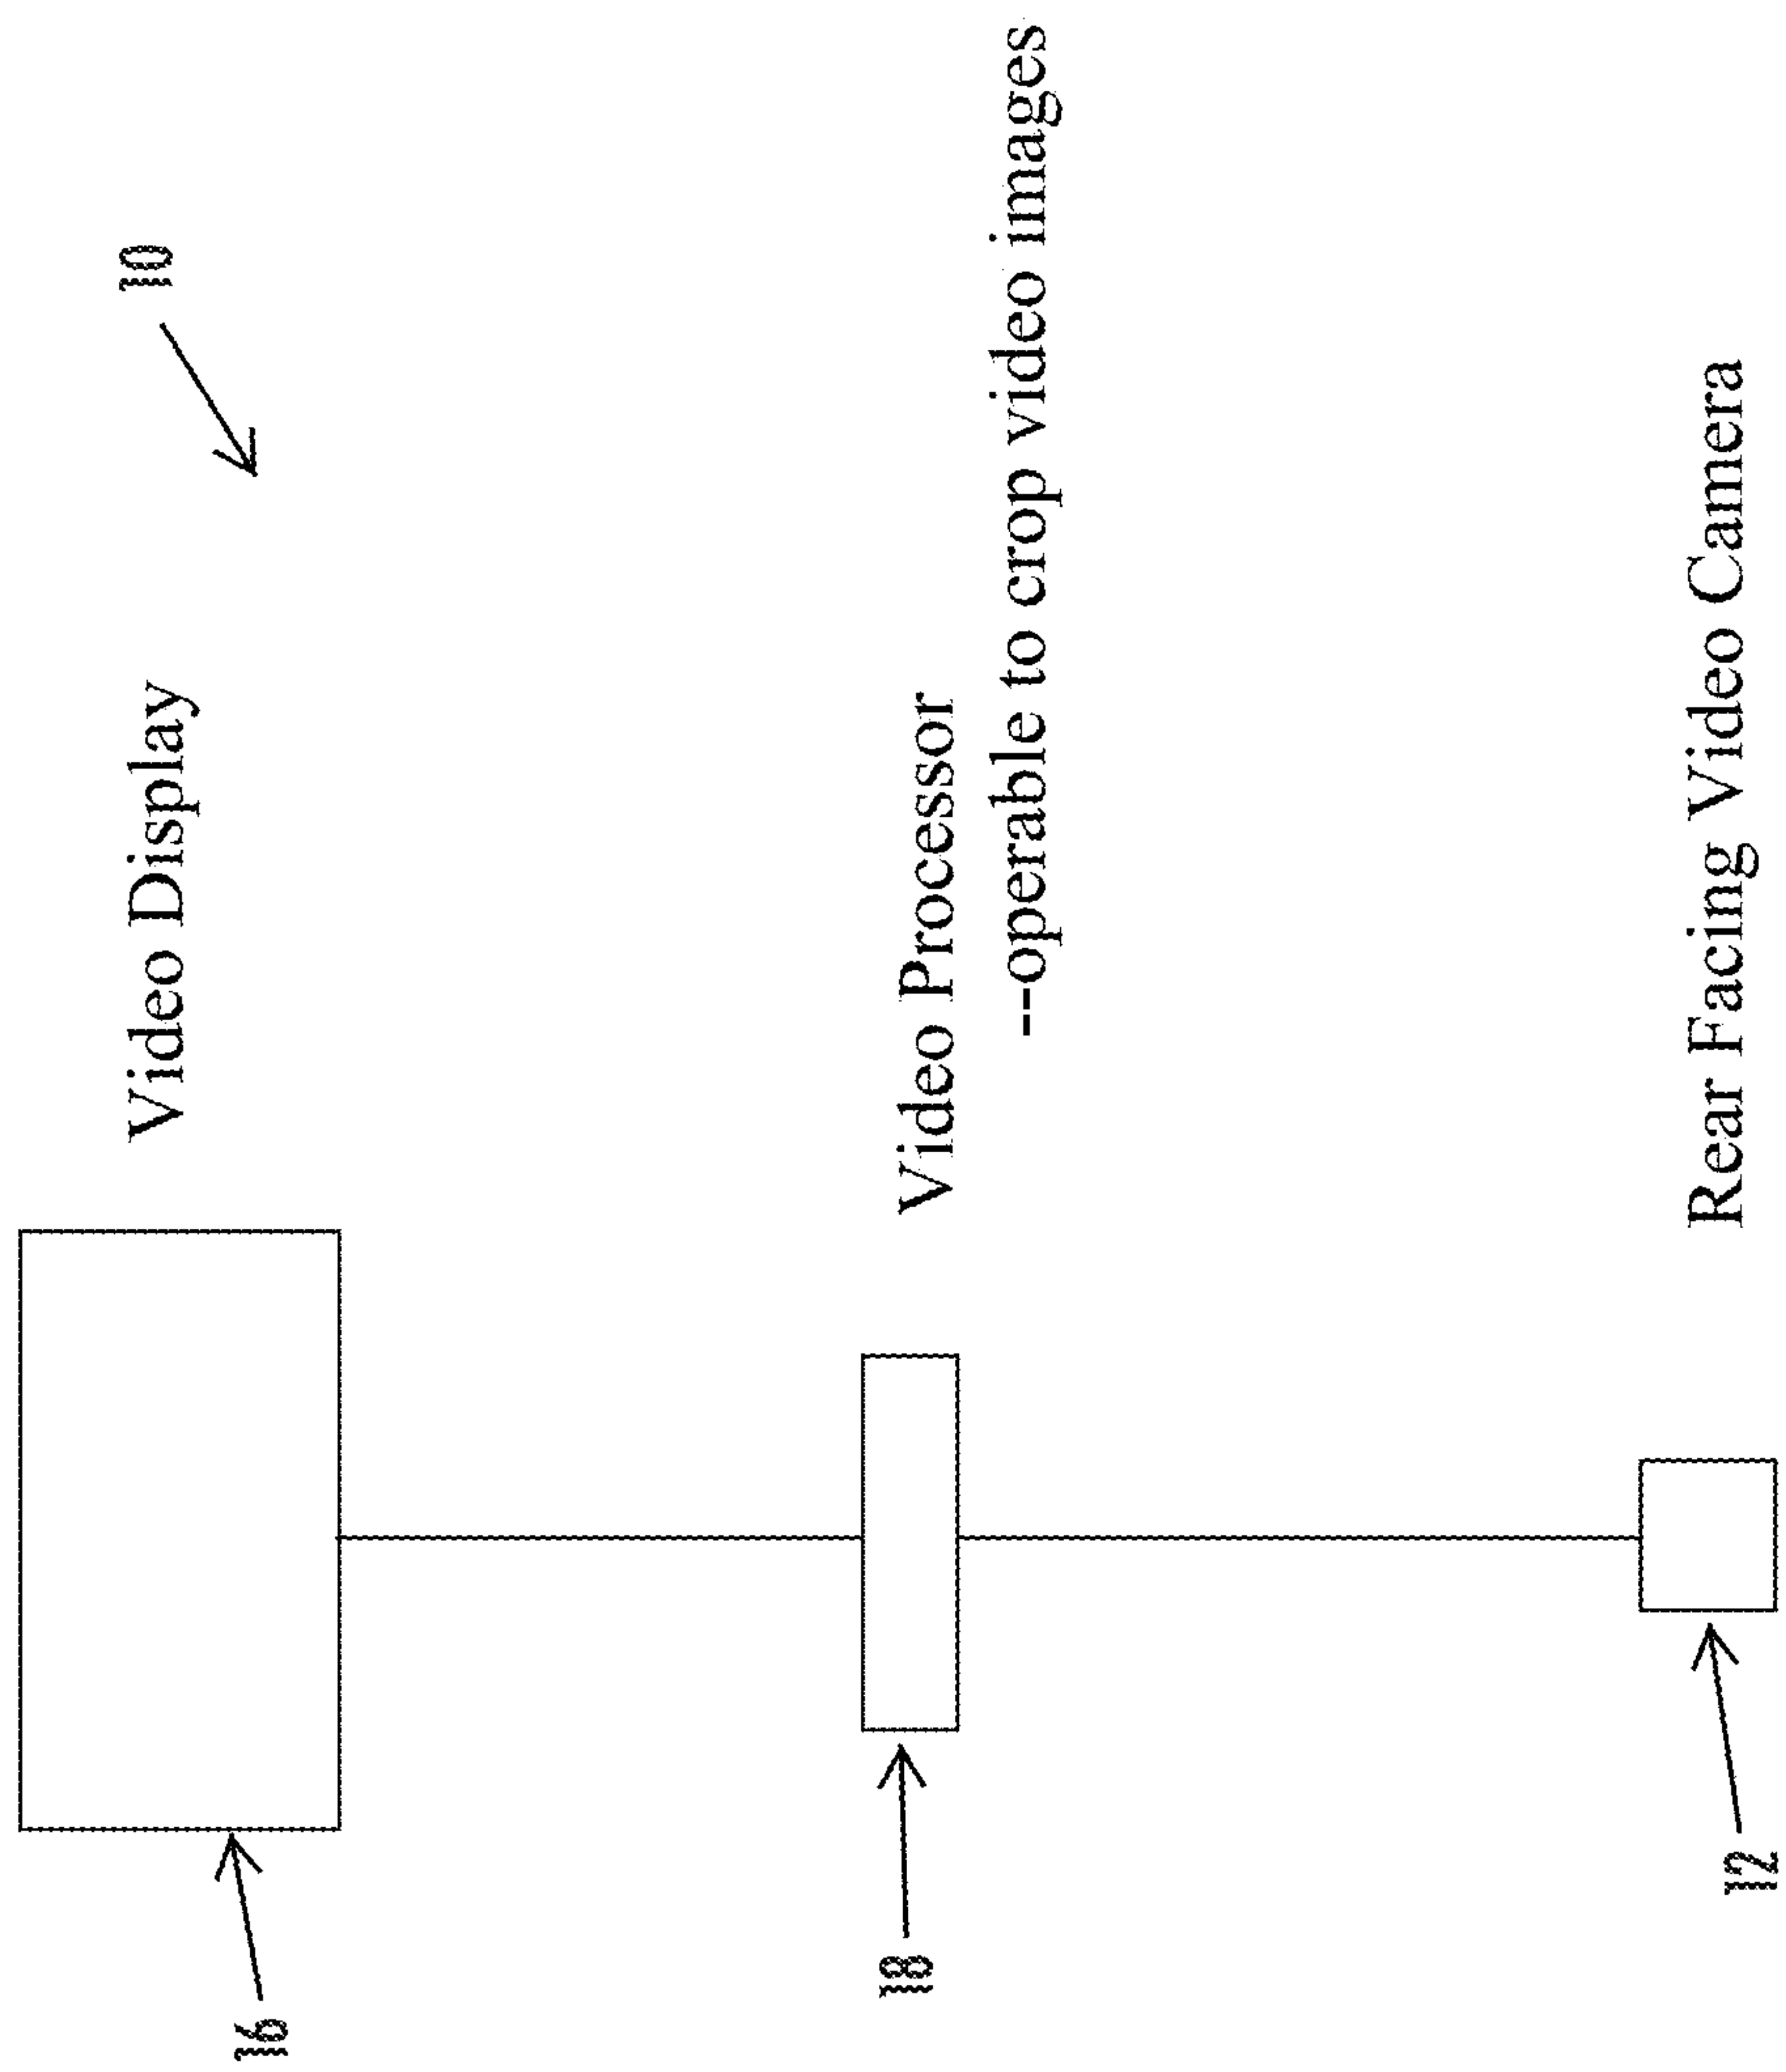 10
16
Video Display
18
Video Processor
--operable to crop video images
12
Rear Facing Video Camera